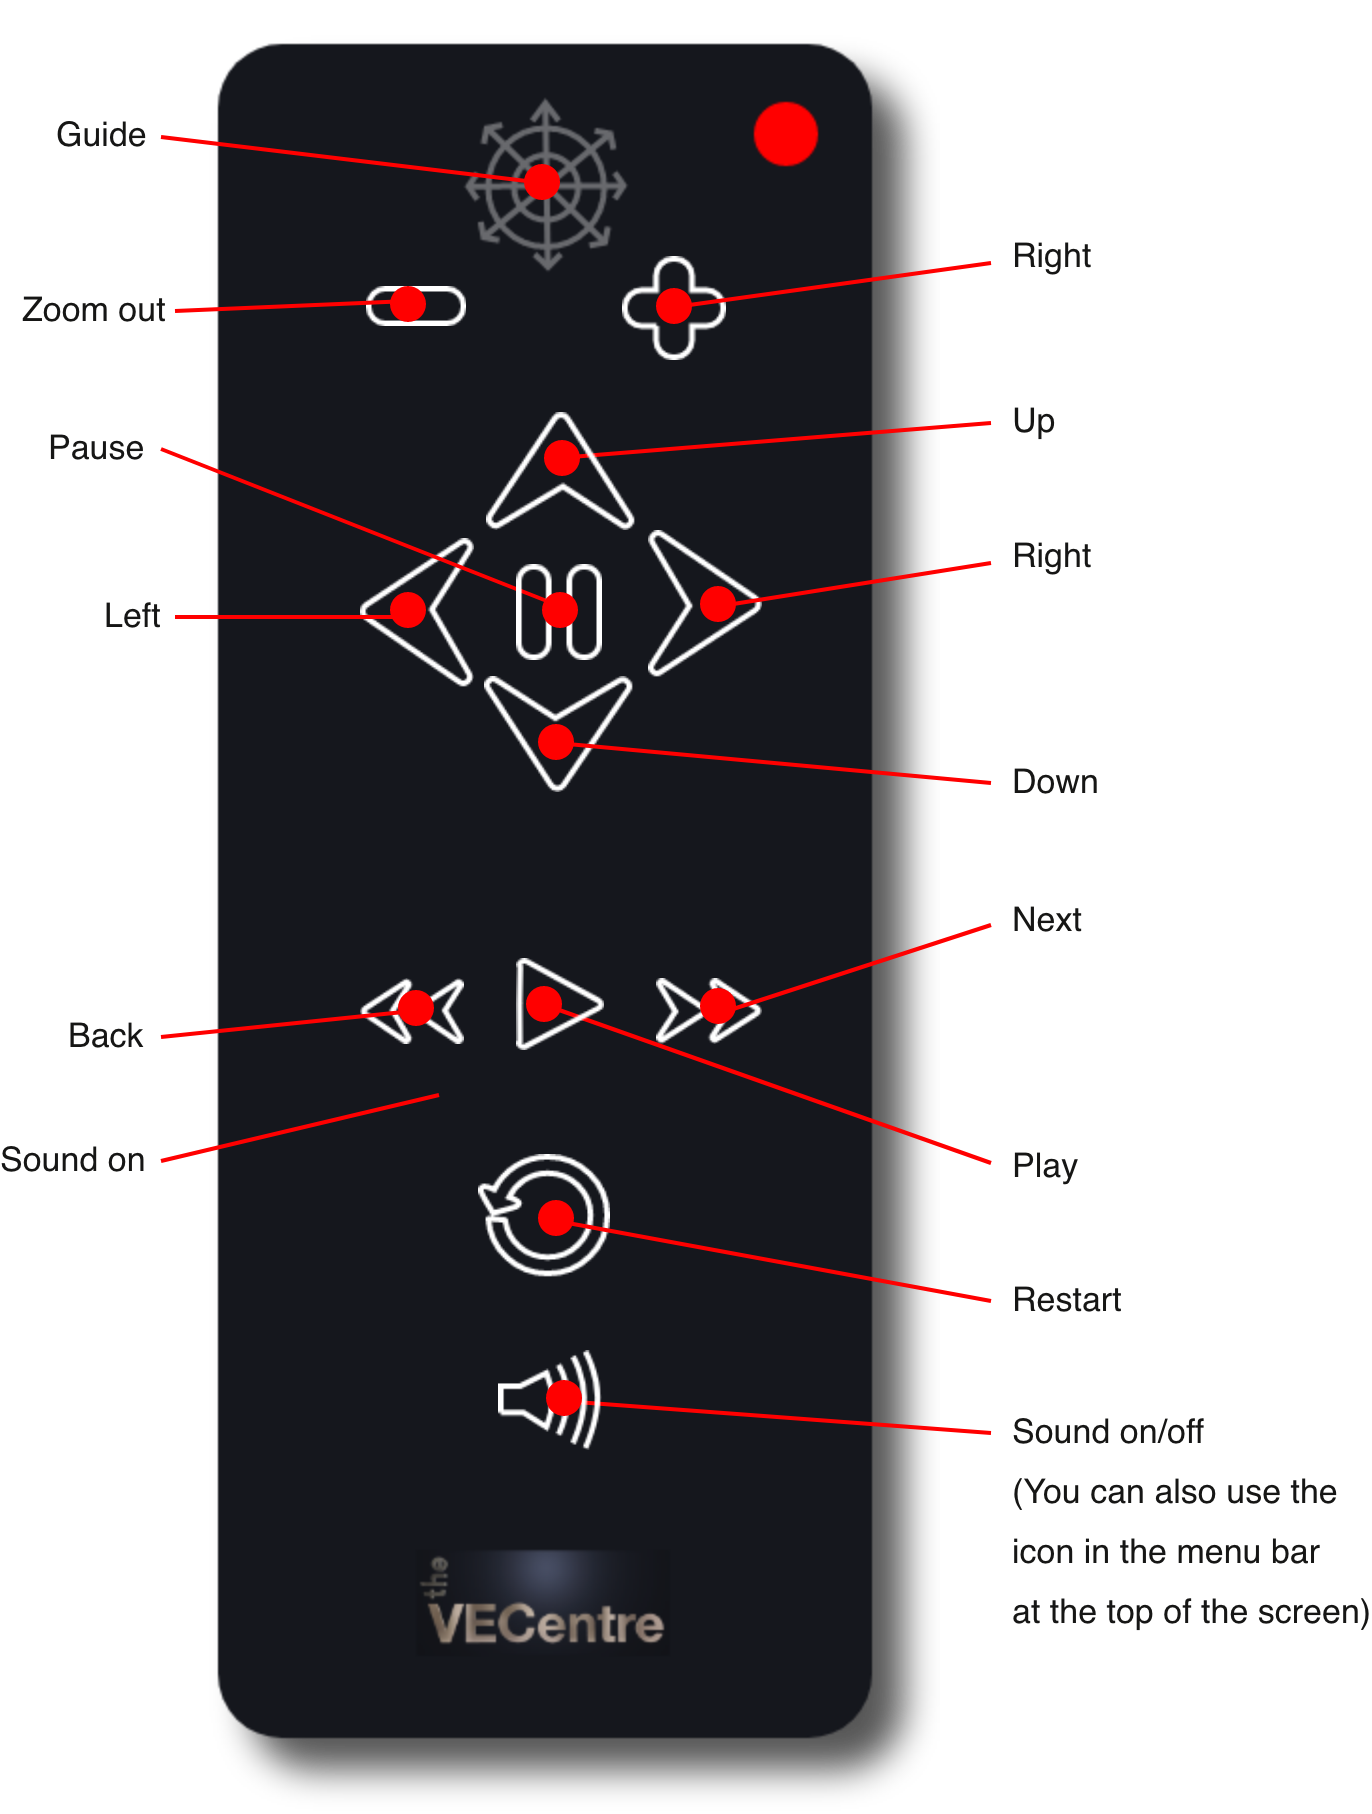 Guide
Right
Zoom out
Up
Pause
Right
Left
Down
Next
Back
Sound on
Play
Restart
Sound on/off
(You can also use the
icon in the menu bar
at the top of the screen)
the
VECentre